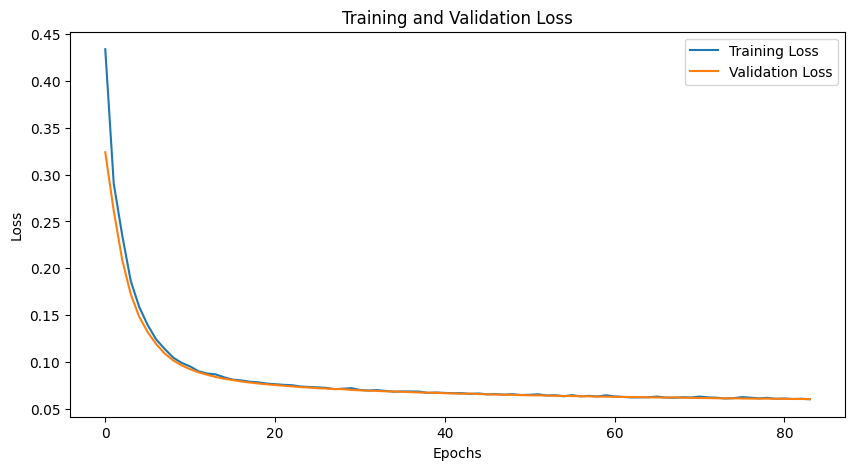 Training and Validation Loss
0.45
0.40
0.35
0.30
0.25
0.20
0.15
0.10
0.05
Loss
Training Loss
Validation Loss
0
20
40
60
80
Epochs